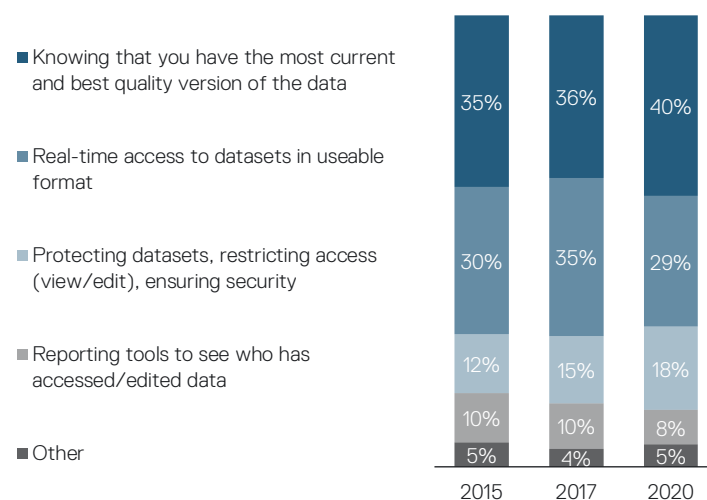 Knowing that you have the most current
and best quality version of the data
Real-time access to datasets in useable
format
Protecting datasets, restricting access
(view/edit), ensuring security
Reporting tools to see who has
accessed/edited data
Other
35%
36%
40%
30%
35%
29%
12%
15%
18%
10%
10%
8%
5%
4%
5%
2015
2017
2020